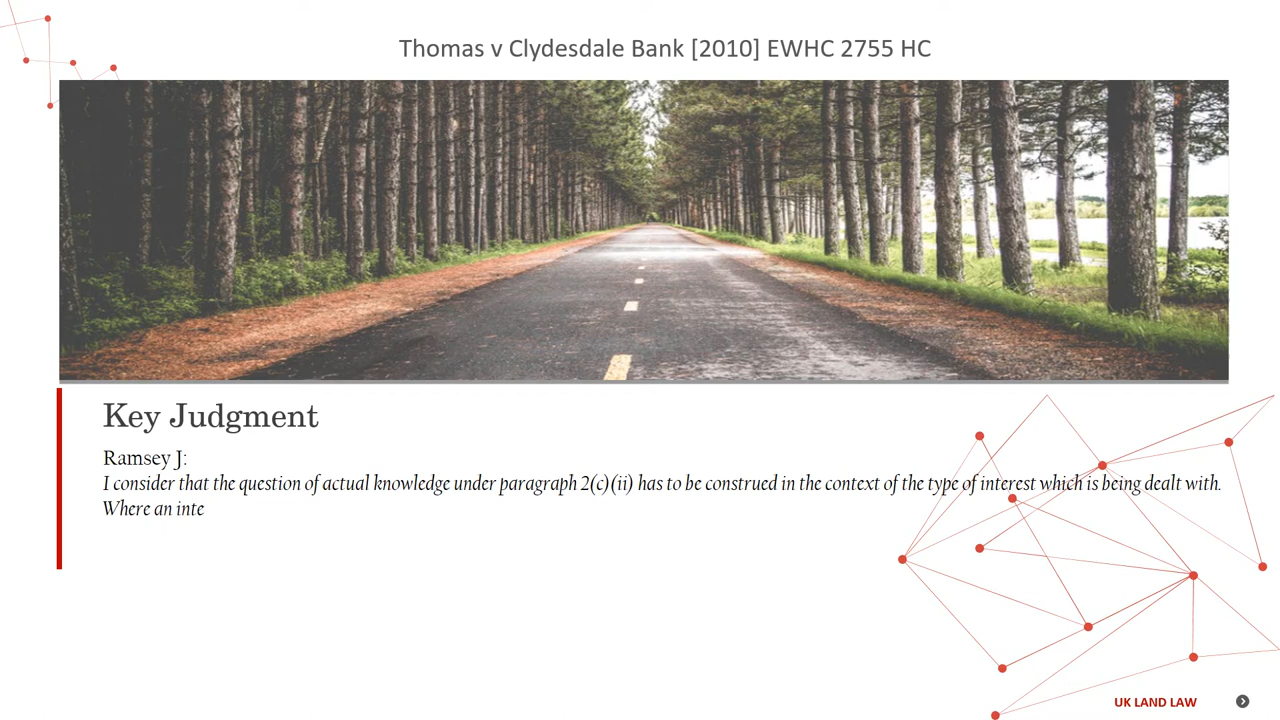 Thomas v Clydesdale Bank [2010] EWHC 2755 HC
Key Judgment
Ramsey J:
I consider that the question of actual knowledge under paragraph 2(c)(ii) has to be construed in the context of the type of interest which is being dealt with.
Where an inte
UK LAND LAW